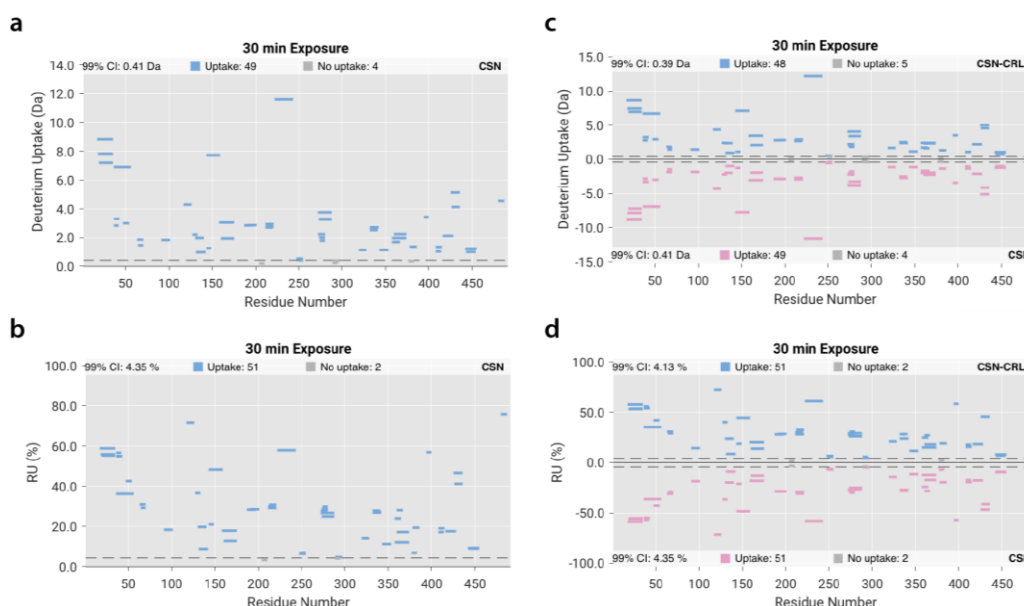 a
30 min Exposure
99% CI: 0.41 Da Uptake: 49 No uptake: 4 CSN
14.0
12.0
10.0
8.0
6.0
4.0
2.0
0.0
Deuterium Uptake (Da)
50 100 150 200 250 300 350 400 450
Residue Number
b
30 min Exposure
99% CI: 4.35 % Uptake: 51 No uptake: 2 CSN
100.0
80.0
60.0
40.0
20.0
0.0
RU (%)
50 100 150 200 250 300 350 400 450
Residue Number
c
30 min Exposure
99% CI: 0.39 Da Uptake: 48 No uptake: 5 CSN-CRL
15.0
10.0
5.0
0.0
-5.0
-10.0
-15.0
Deuterium Uptake (Da)
99% CI: 0.41 Da Uptake: 49 No uptake: 4 CS
50 100 150 200 250 300 350 400 450
Residue Number
d
30 min Exposure
99% CI: 4.13 % Uptake: 51 No uptake: 2 CSN-CRL
100.0
50.0
0.0
-50.0
-100.0
RU (%)
99% CI: 4.35 % Uptake: 51 No uptake: 2 CS
50 100 150 200 250 300 350 400 450
Residue Number